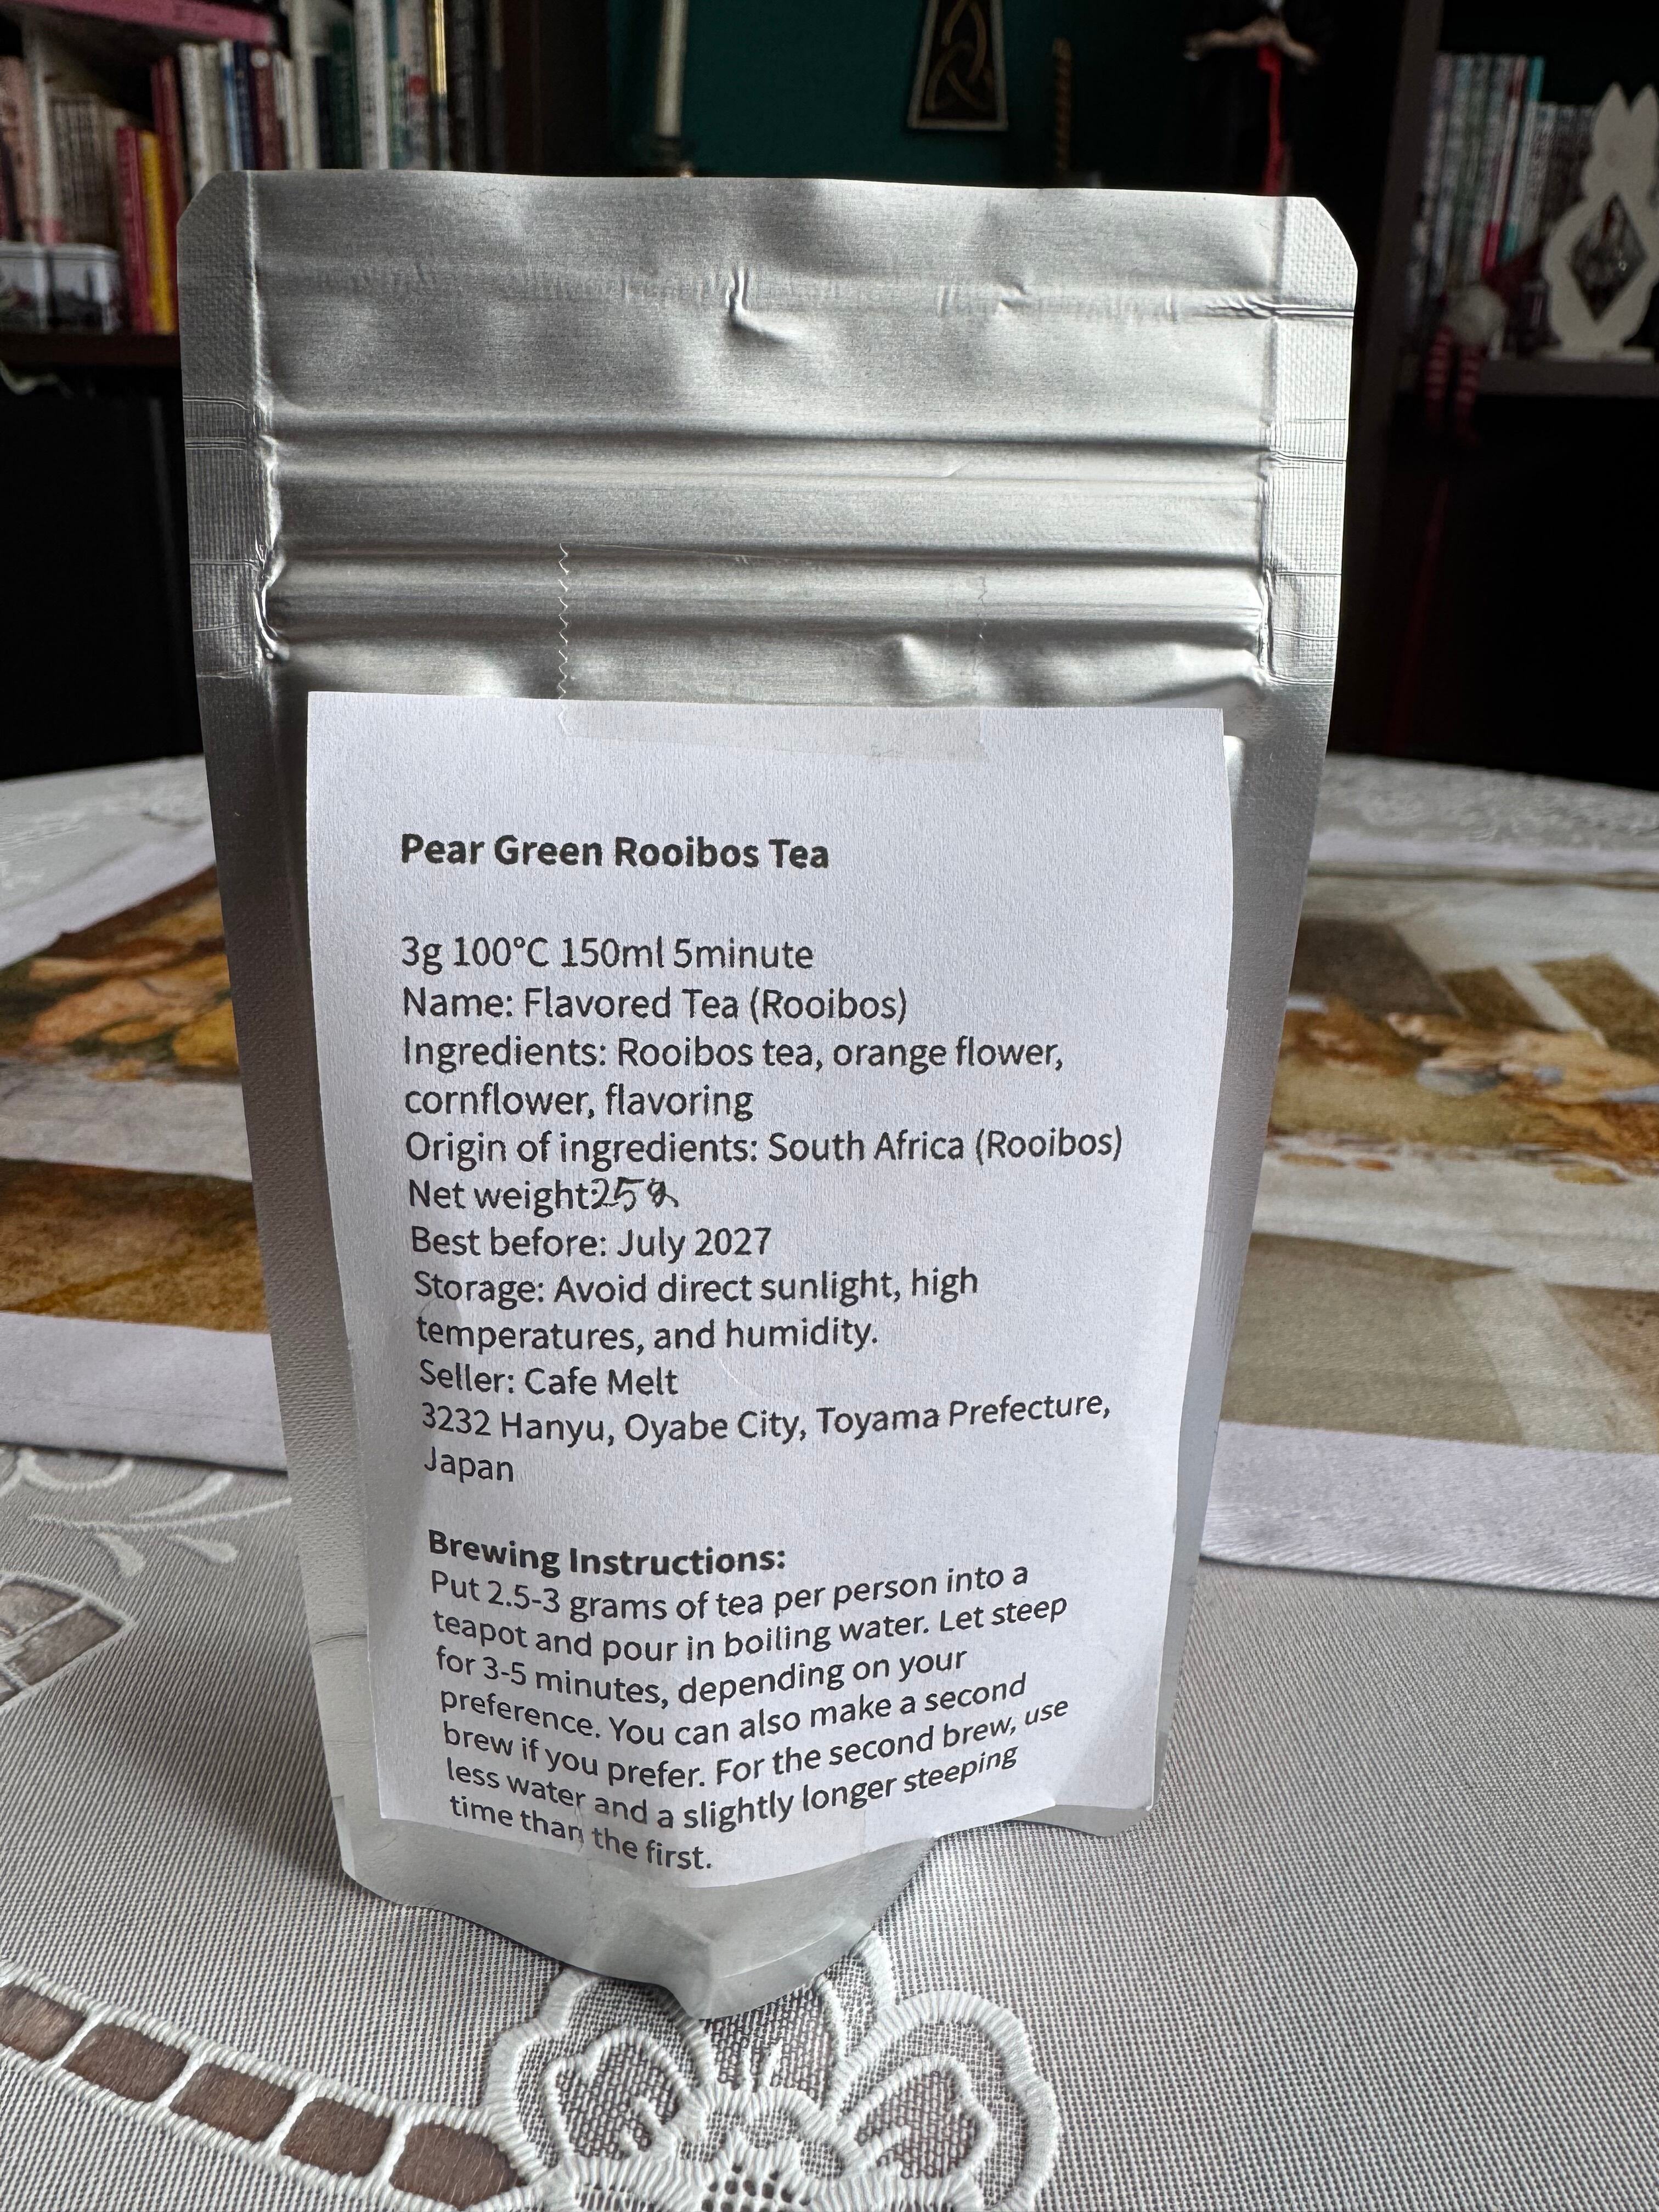 Pear Green Rooibos Tea
3g 100°C 150ml 5minute
Name: Flavored Tea (Rooibos)
Ingredients: Rooibos tea, orange flower,
cornflower, flavoring
Origin of ingredients: South Africa (Rooibos)
Net weight:25g
Best before: July 2027
Storage: Avoid direct sunlight, high
temperatures, and humidity.
Seller: Cafe Melt
3232 Hanyu, Oyabe City, Toyama Prefecture,
Japan
Brewing Instructions:
Put 2.5-3 grams of tea per person into a
teapot and pour in boiling water. Let steep
for 3-5 minutes, depending on your
preference. You can also make a second
brew if you prefer. For the second brew, use
less water and a slightly longer steeping
time than the first.